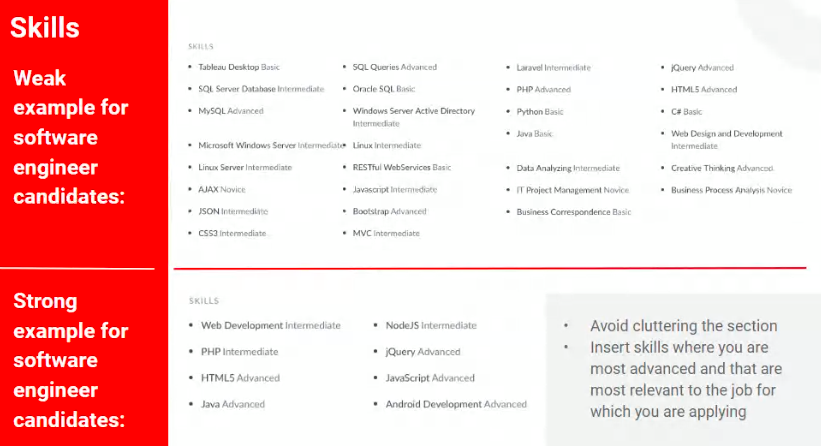 Skills
Weak
example for
software
engineer
candidates:
SKILLS
• Tableau Desktop Basic
• SQL Server Database Intermediate
• MySQL Advanced
• Microsoft Windows Server Intermediate
• Linux Server Intermediate
• AJAX Novice
• JSON Intermediate
• CSS3 Intermediate
• SQL Queries Advanced
• Oracle SQL Basic
• Windows Server Active Directory
Intermediate
• Linux Intermediate
• RESTful WebServices Basic
• Javascript Intermediate
• Bootstrap Advanced
• MVC Intermediate
• Laravel Intermediate
• PHP Advanced
• Python Basic
• Java Basic
• Data Analyzing Intermediate
• IT Project Management Novice
• Business Correspondence Basic
• jQuery Advanced
• HTML5 Advanced
• C# Basic
• Web Design and Development
Intermediate
• Creative Thinking Advanced
• Business Process Analysis Novice
Strong
example for
software
engineer
candidates:
SKILLS
• Web Development Intermediate
• PHP Intermediate
• HTML5 Advanced
• Java Advanced
• NodeJS Intermediate
• jQuery Advanced
• JavaScript Advanced
• Android Development Advanced
• Avoid cluttering the section
• Insert skills where you are
most advanced and that are
most relevant to the job for
which you are applying